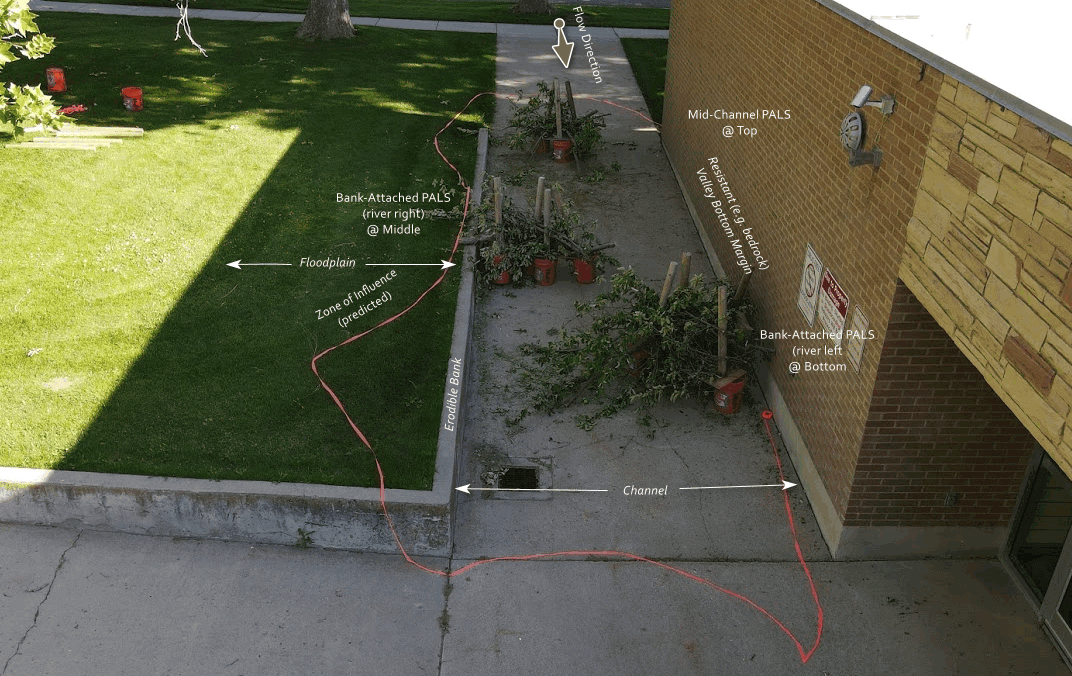 Flow Direction
Mid-Channel PALS
@ Top
Resistant (e.g. bedrock)
Valley Bottom Margin
Bank-Attached PALS
(river right)
@ Middle
Floodplain
Zone of Influence
(predicted)
Bank-Attached PALS
(river left
@ Bottom
Erodible Bank
Channel